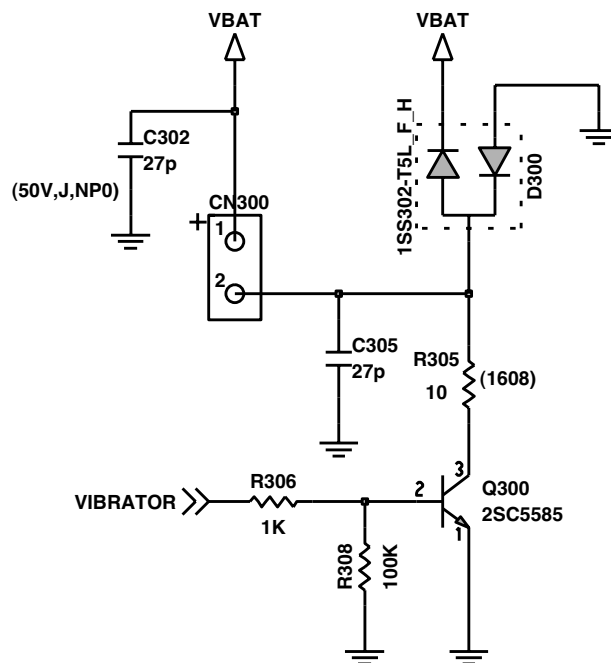 VBAT
VBAT
C302
27p
(50V,J,NP0)
CN300
+
1
2
1SS302-T5L_F_H
D300
C305
27p
R305
10
(1608)
R306
1K
VIBRATOR
R308
100K
2
3
1
Q300
2SC5585